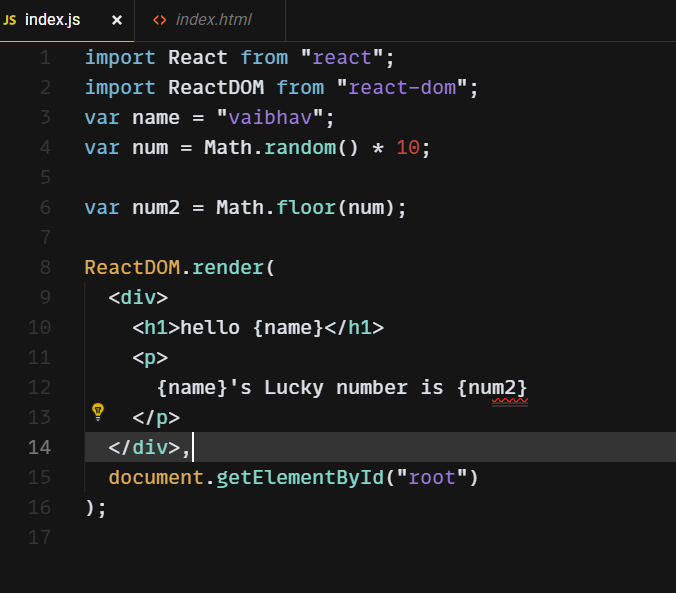 JS index.js × <> index.html
1 import React from "react";
2 import ReactDOM from "react-dom";
3 var name = "vaibhav";
4 var num = Math.random() * 10;
5
6 var num2 = Math.floor(num);
7
8 ReactDOM.render(
9   <div>
10     <h1>hello {name}</h1>
11     <p>
12       {name}'s Lucky number is {num2}
13     </p>
14   </div>,
15   document.getElementById("root")
16 );
17